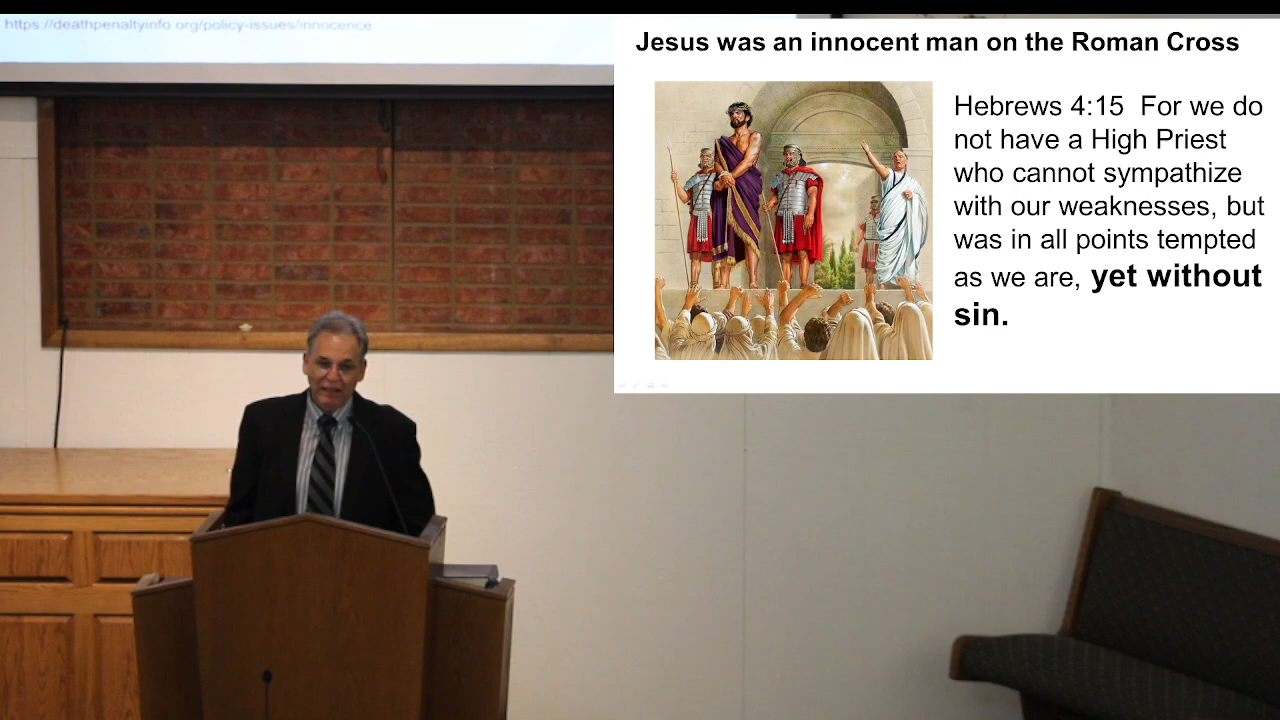 https://deathpenaltyinfo.org/policy-issues/innocence
Jesus was an innocent man on the Roman Cross
Hebrews 4:15  For we do
not have a High Priest
who cannot sympathize
with our weaknesses, but
was in all points tempted
as we are, yet without
sin.